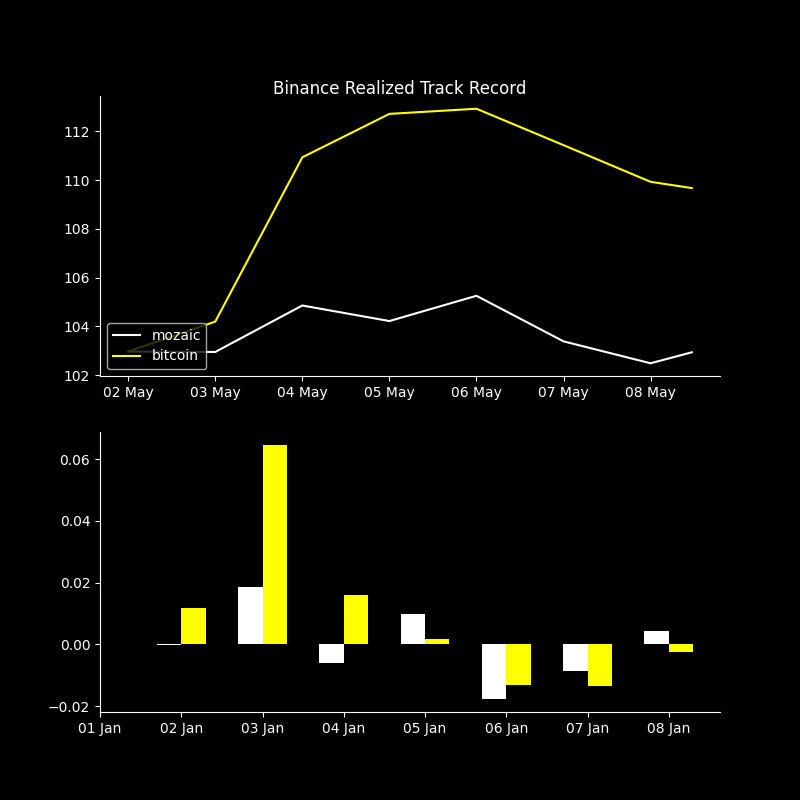 Binance Realized Track Record
112
110
108
106
104
102
mozaic
bitcoin
02 May 03 May 04 May 05 May 06 May 07 May 08 May
0.06
0.04
0.02
0.00
−0.02
01 Jan 02 Jan 03 Jan 04 Jan 05 Jan 06 Jan 07 Jan 08 Jan